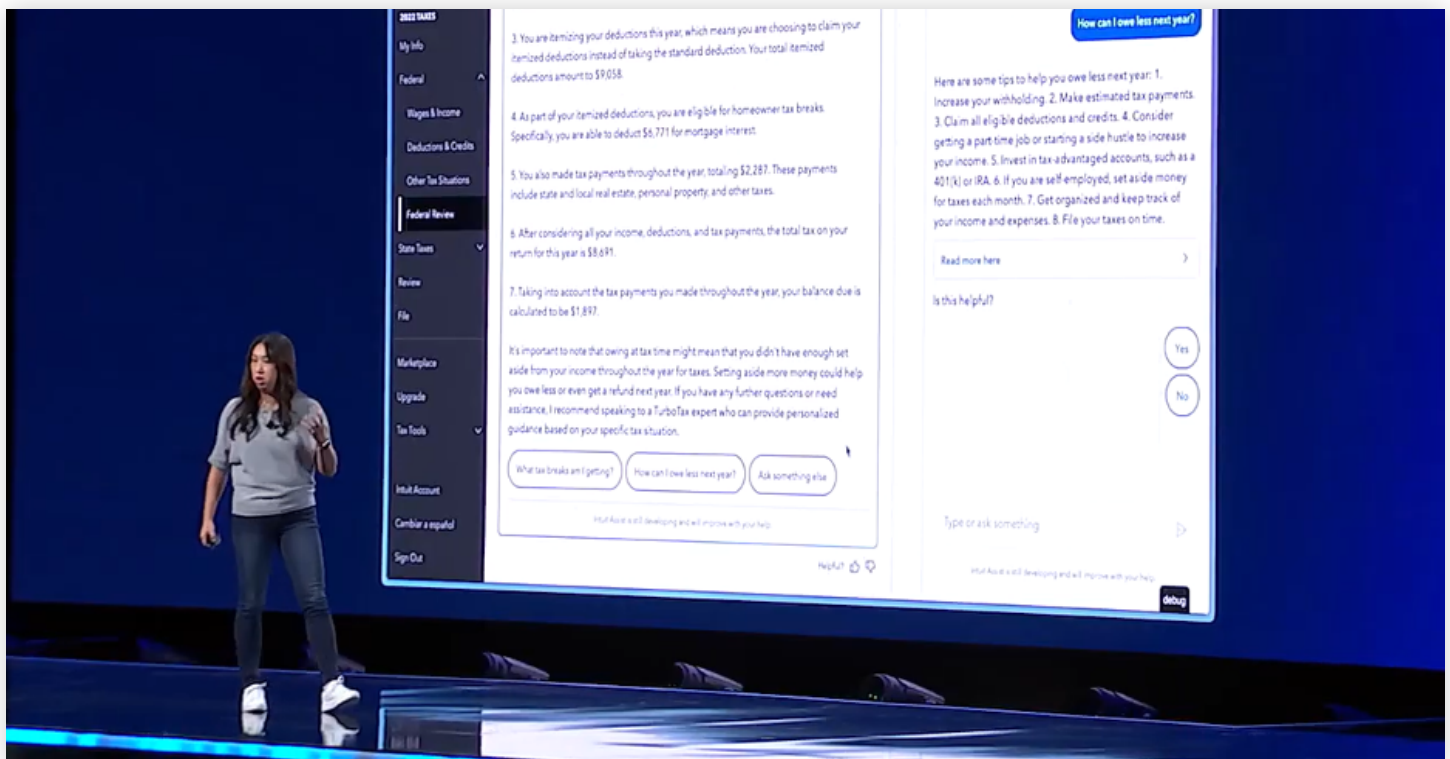 2022 TAXES
My Info
Federal
Wages & Income
Deductions & Credits
Other Tax Situations
Federal Review
State Taxes
Review
File
Marketplace
Upgrade
Tax Tools
Intuit Account
Cambiar a español
Sign Out
3. You are itemizing your deductions this year, which means you are choosing to claim your
itemized deductions instead of taking the standard deduction. Your total itemized
deductions amount to $9,058.
4. As part of your itemized deductions, you are eligible for homeowner tax breaks.
Specifically, you are able to deduct $6,771 for mortgage interest.
5. You also made tax payments throughout the year, totaling $2,287. These payments
include state and local real estate, personal property, and other taxes.
6. After considering all your income, deductions, and tax payments, the total tax on your
return for this year is $8,691.
7. Taking into account the tax payments you made throughout the year, your balance due is
calculated to be $1,897.
It's important to note that owing at tax time might mean that you didn't have enough set
aside from your income throughout the year for taxes. Setting aside more money could help
you owe less or even get a refund next year. If you have any further questions or need
assistance, I recommend speaking to a TurboTax expert who can provide personalized
guidance based on your specific tax situation.
What tax breaks am I getting?
How can I owe less next year?
Ask something else
Intuit Assist is still developing and will improve with your help
Helpful?
How can I owe less next year?
Here are some tips to help you owe less next year: 1.
Increase your withholding. 2. Make estimated tax payments.
3. Claim all eligible deductions and credits. 4. Consider
getting a part time job or starting a side hustle to increase
your income. 5. Invest in tax-advantaged accounts, such as a
401(k) or IRA. 6. If you are self-employed, set aside money
for taxes each month. 7. Get organized and keep track of
your income and expenses. 8. File your taxes on time.
Read more here
Is this helpful?
Yes
No
Type or ask something
Intuit Assist is still developing and will improve with your help.
debug